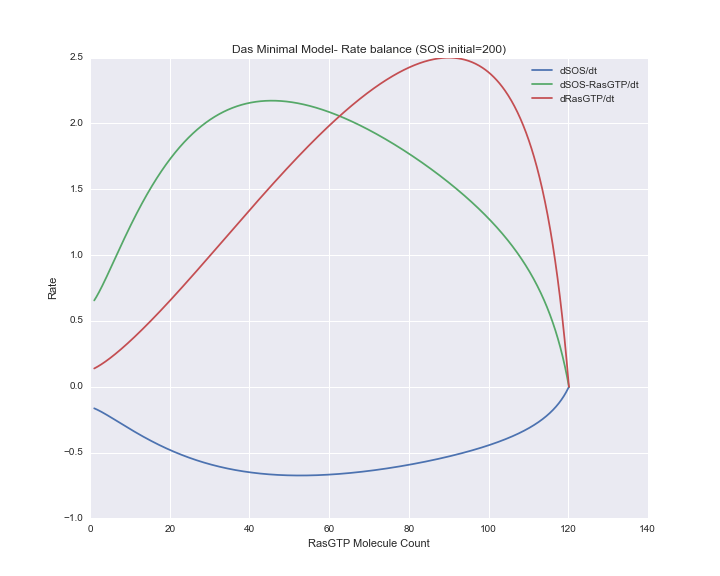 Das Minimal Model- Rate balance (SOS initial=200)
2.5
2.0
1.5
1.0
0.5
0.0
−0.5
−1.0
Rate
dSOS/dt
dSOS-RasGTP/dt
dRasGTP/dt
0 20 40 60 80 100 120 140
RasGTP Molecule Count